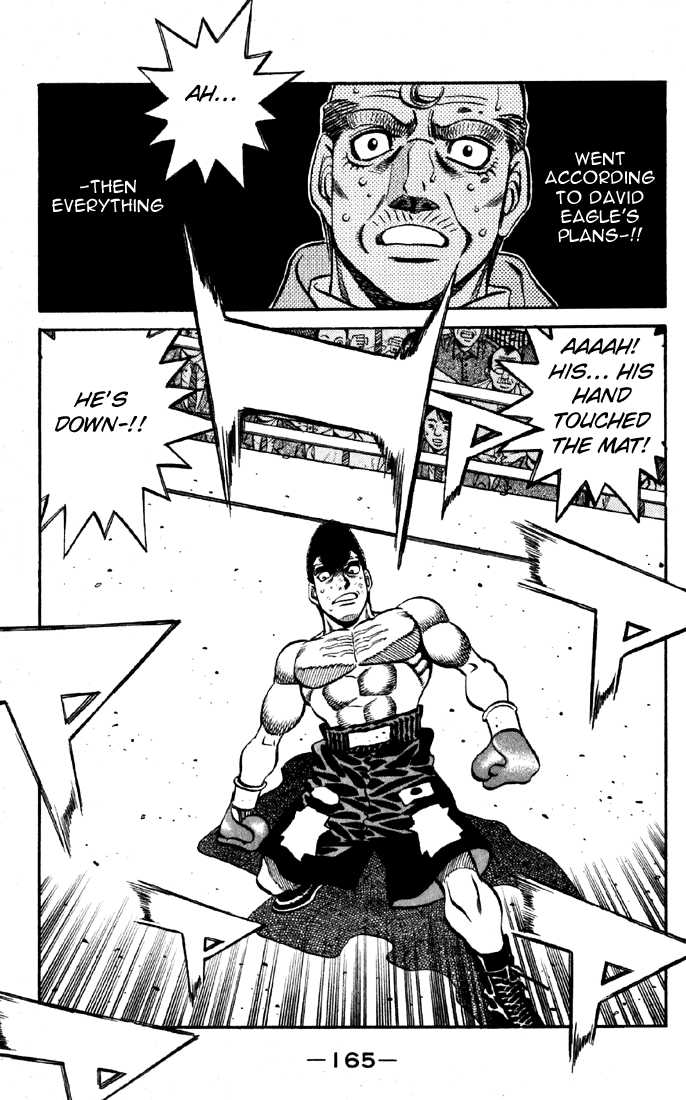 AH...
-THEN
EVERYTHING
WENT
ACCORDING
TO DAVID
EAGLE'S
PLANS-!!
AAAAH!
HIS... HIS
HAND
TOUCHED
THE MAT!
HE'S
DOWN-!!
—165—